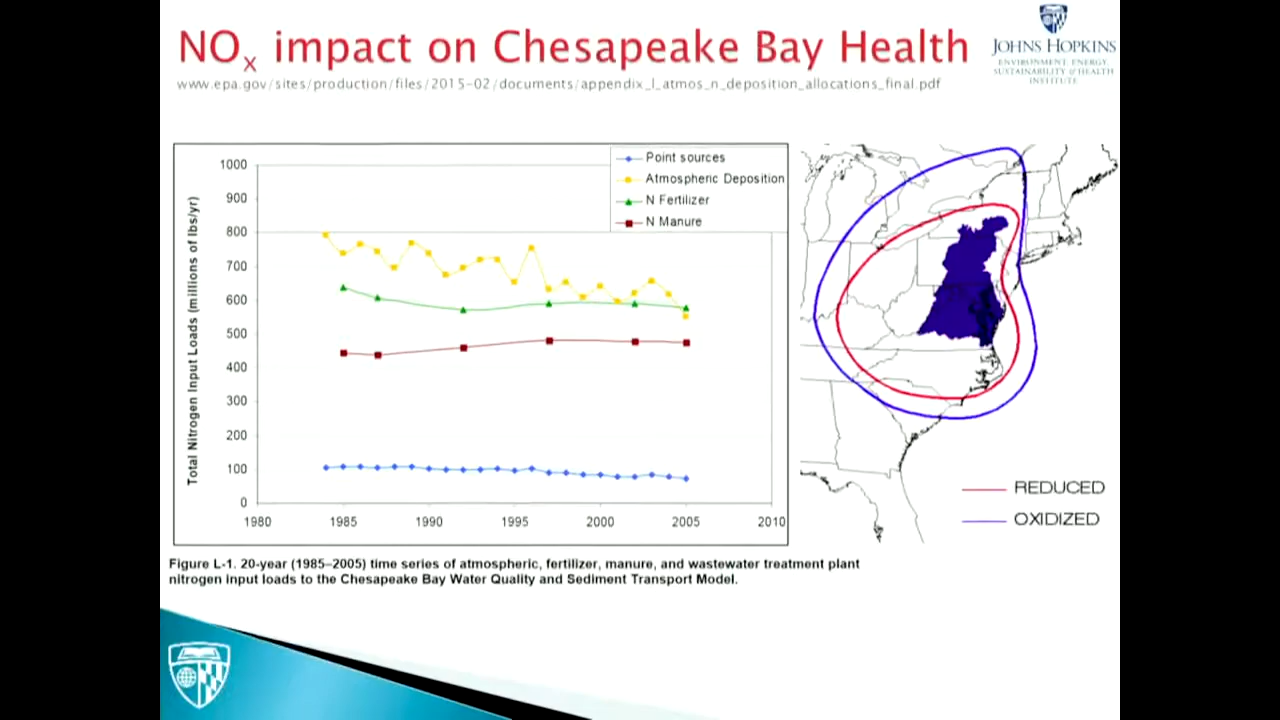 NOx impact on Chesapeake Bay Health
JOHNS HOPKINS
ENVIRONMENT, ENERGY,
SUSTAINABILITY & HEALTH
INSTITUTE
www.epa.gov/sites/production/files/2015-02/documents/appendix_l_atmos_n_deposition_allocations_final.pdf
Point sources
Atmospheric Deposition
N Fertilizer
N Manure
Total Nitrogen Input Loads (millions of lbs/yr)
1000
900
800
700
600
500
400
300
200
100
0
1980 1985 1990 1995 2000 2005 2010
REDUCED
OXIDIZED
Figure L-1. 20-year (1985–2005) time series of atmospheric, fertilizer, manure, and wastewater treatment plant
nitrogen input loads to the Chesapeake Bay Water Quality and Sediment Transport Model.